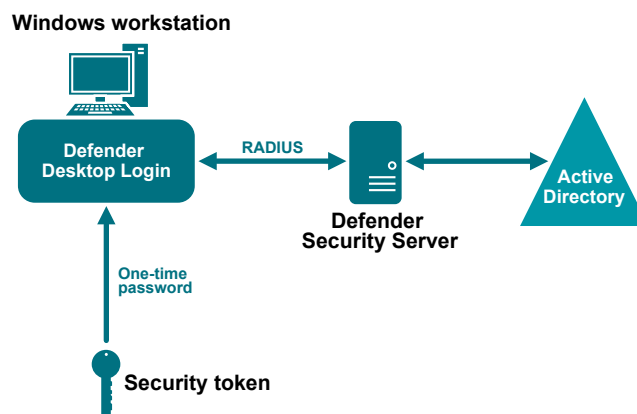 Windows workstation
Defender
Desktop Login
RADIUS
Defender
Security Server
Active
Directory
One-time
password
Security token